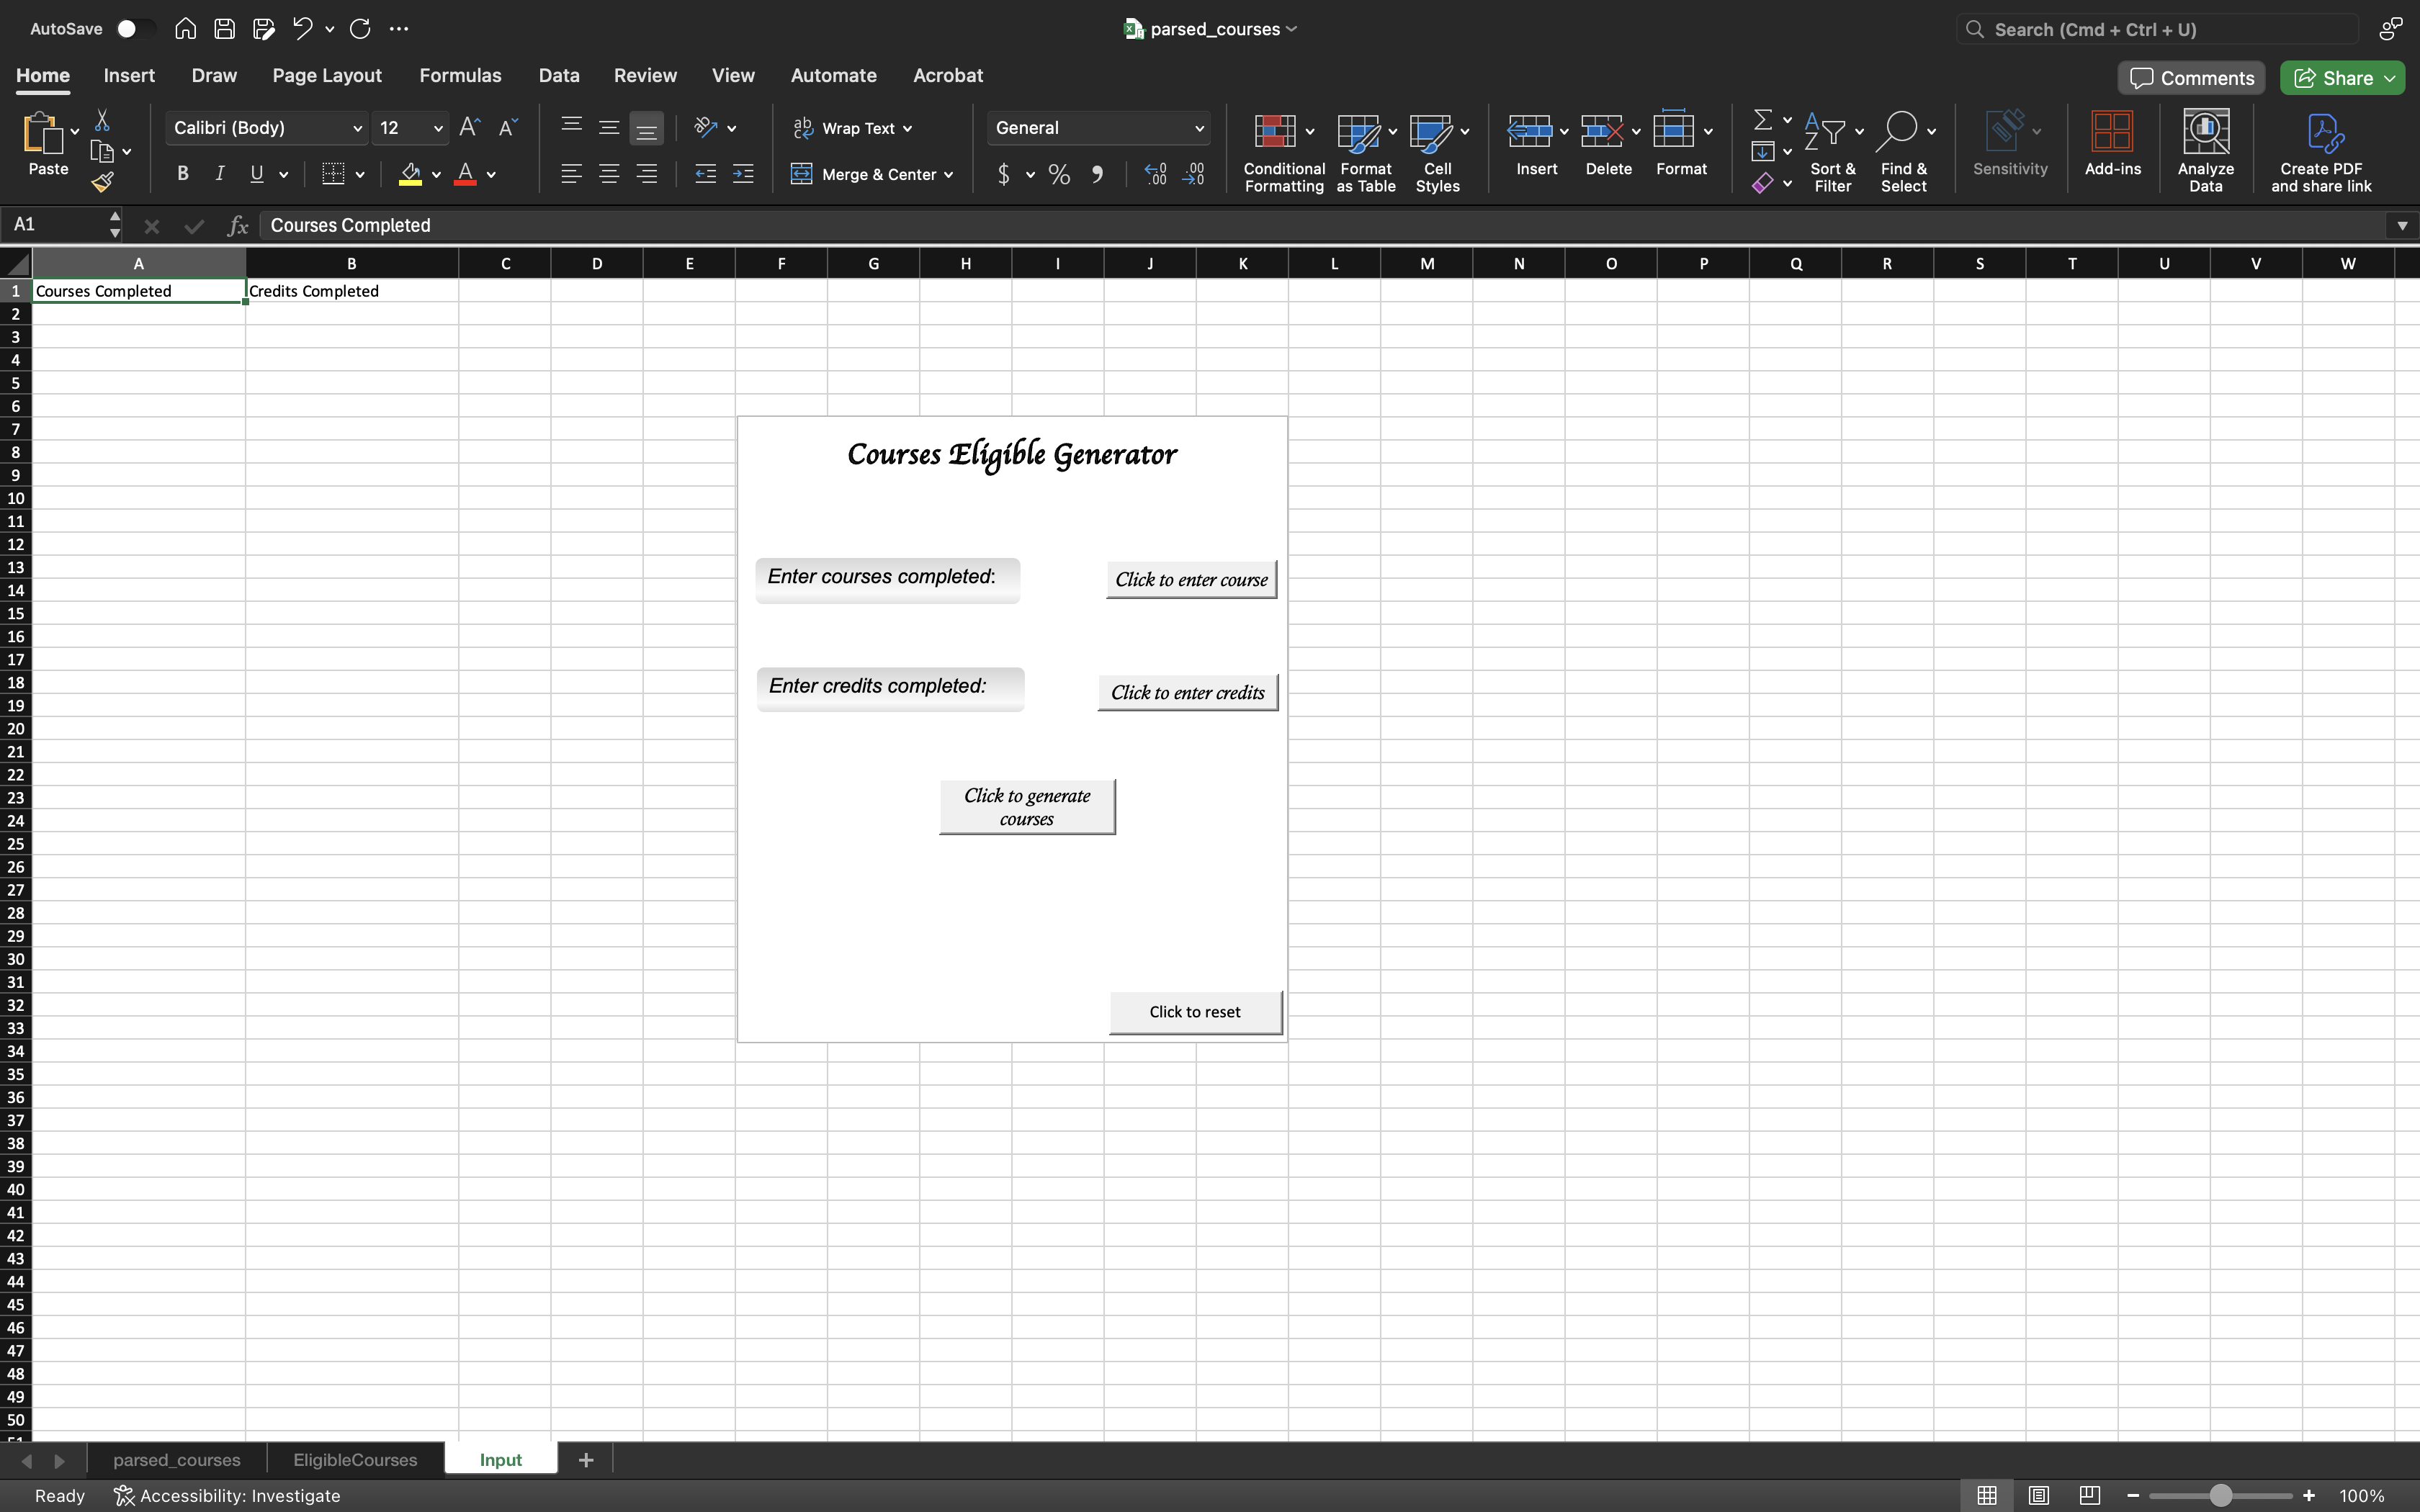 AutoSave
parsed_courses
Search (Cmd + Ctrl + U)
Home Insert Draw Page Layout Formulas Data Review View Automate Acrobat
Comments
Share
Paste
Calibri (Body)
12
B I U
Wrap Text
Merge & Center
General
$ %
Conditional Formatting
Format as Table
Cell Styles
Insert
Delete
Format
Sort & Filter
Find & Select
Sensitivity
Add-ins
Analyze Data
Create PDF and share link
A1
fx
Courses Completed
A B C D E F G H I J K L M N O P Q R S T U V W
1 Courses Completed Credits Completed
2
3
4
5
6
7
8
9
10
11
12
13
14
15
16
17
18
19
20
21
22
23
24
25
26
27
28
29
30
31
32
33
34
35
36
37
38
39
40
41
42
43
44
45
46
47
48
49
50
51
Courses Eligible Generator
Enter courses completed:
Click to enter course
Enter credits completed:
Click to enter credits
Click to generate
courses
Click to reset
parsed_courses EligibleCourses Input +
Ready Accessibility: Investigate
100%